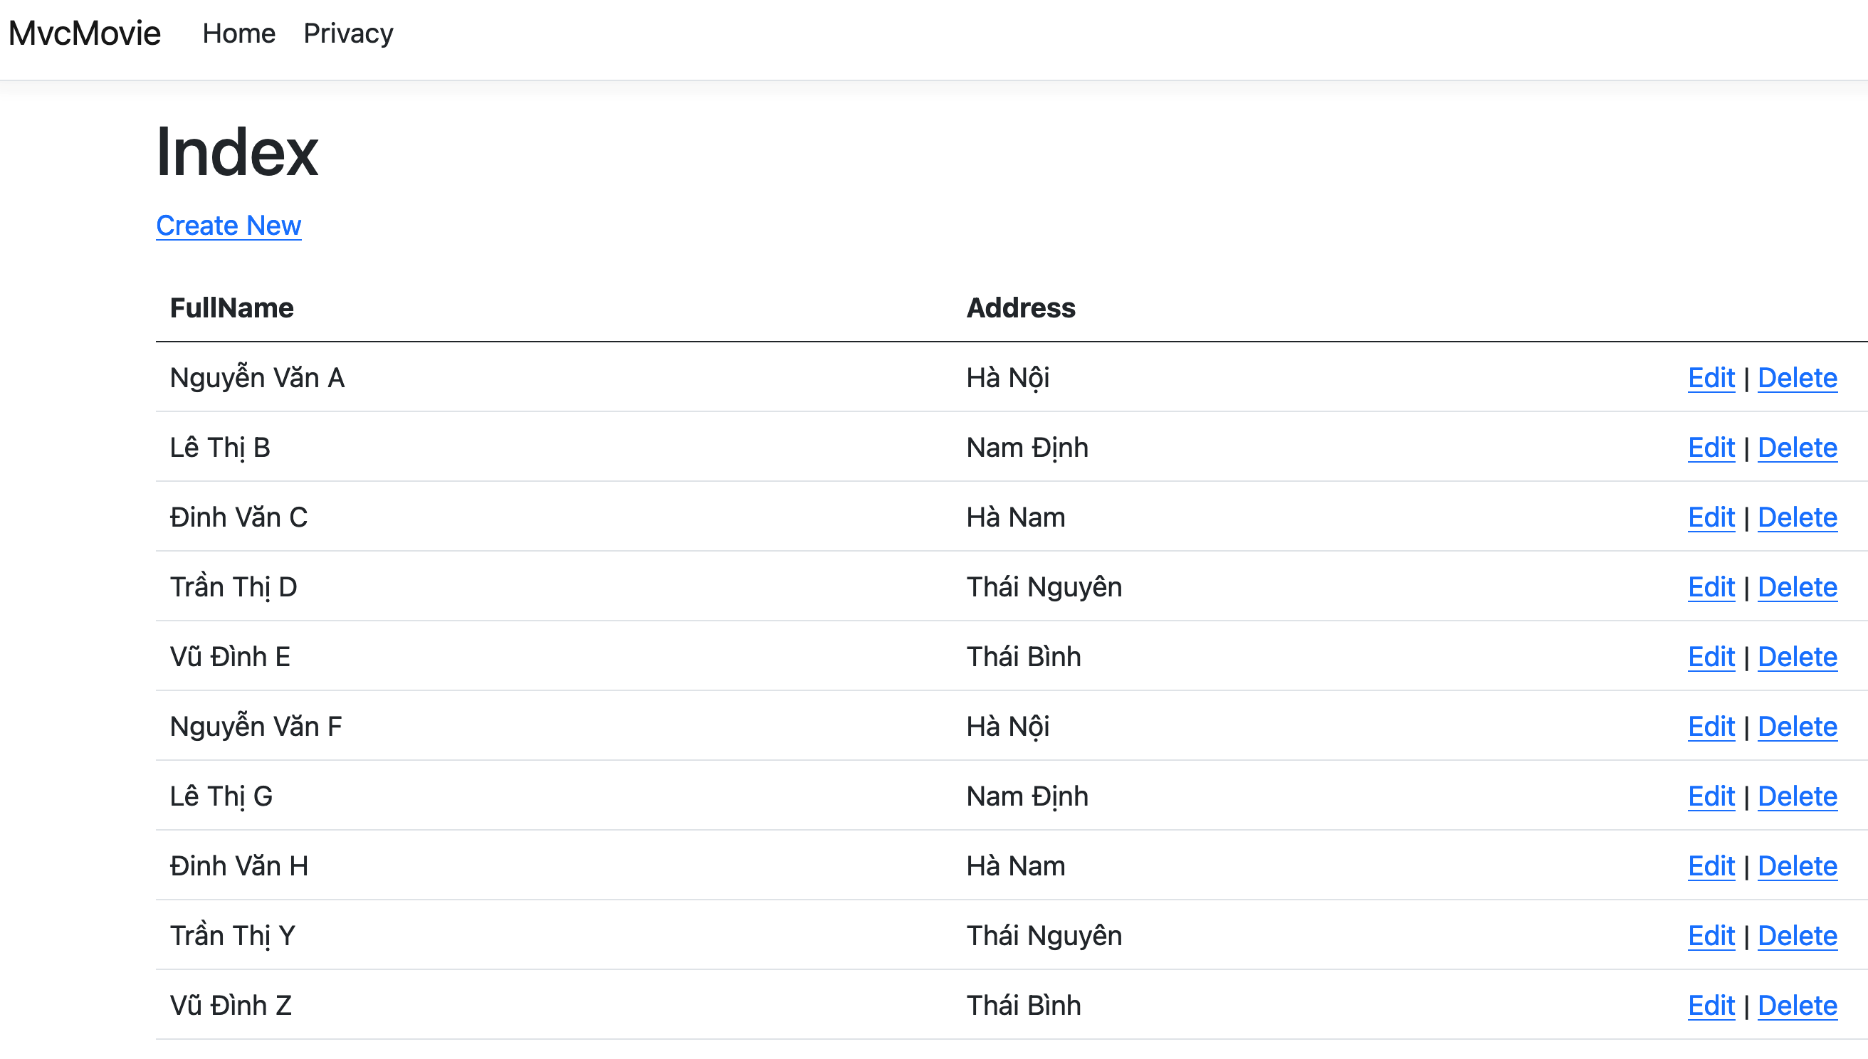 MvcMovie Home Privacy
Index
Create New
FullName Address
Nguyễn Văn A Hà Nội Edit | Delete
Lê Thị B Nam Định Edit | Delete
Đinh Văn C Hà Nam Edit | Delete
Trần Thị D Thái Nguyên Edit | Delete
Vũ Đình E Thái Bình Edit | Delete
Nguyễn Văn F Hà Nội Edit | Delete
Lê Thị G Nam Định Edit | Delete
Đinh Văn H Hà Nam Edit | Delete
Trần Thị Y Thái Nguyên Edit | Delete
Vũ Đình Z Thái Bình Edit | Delete